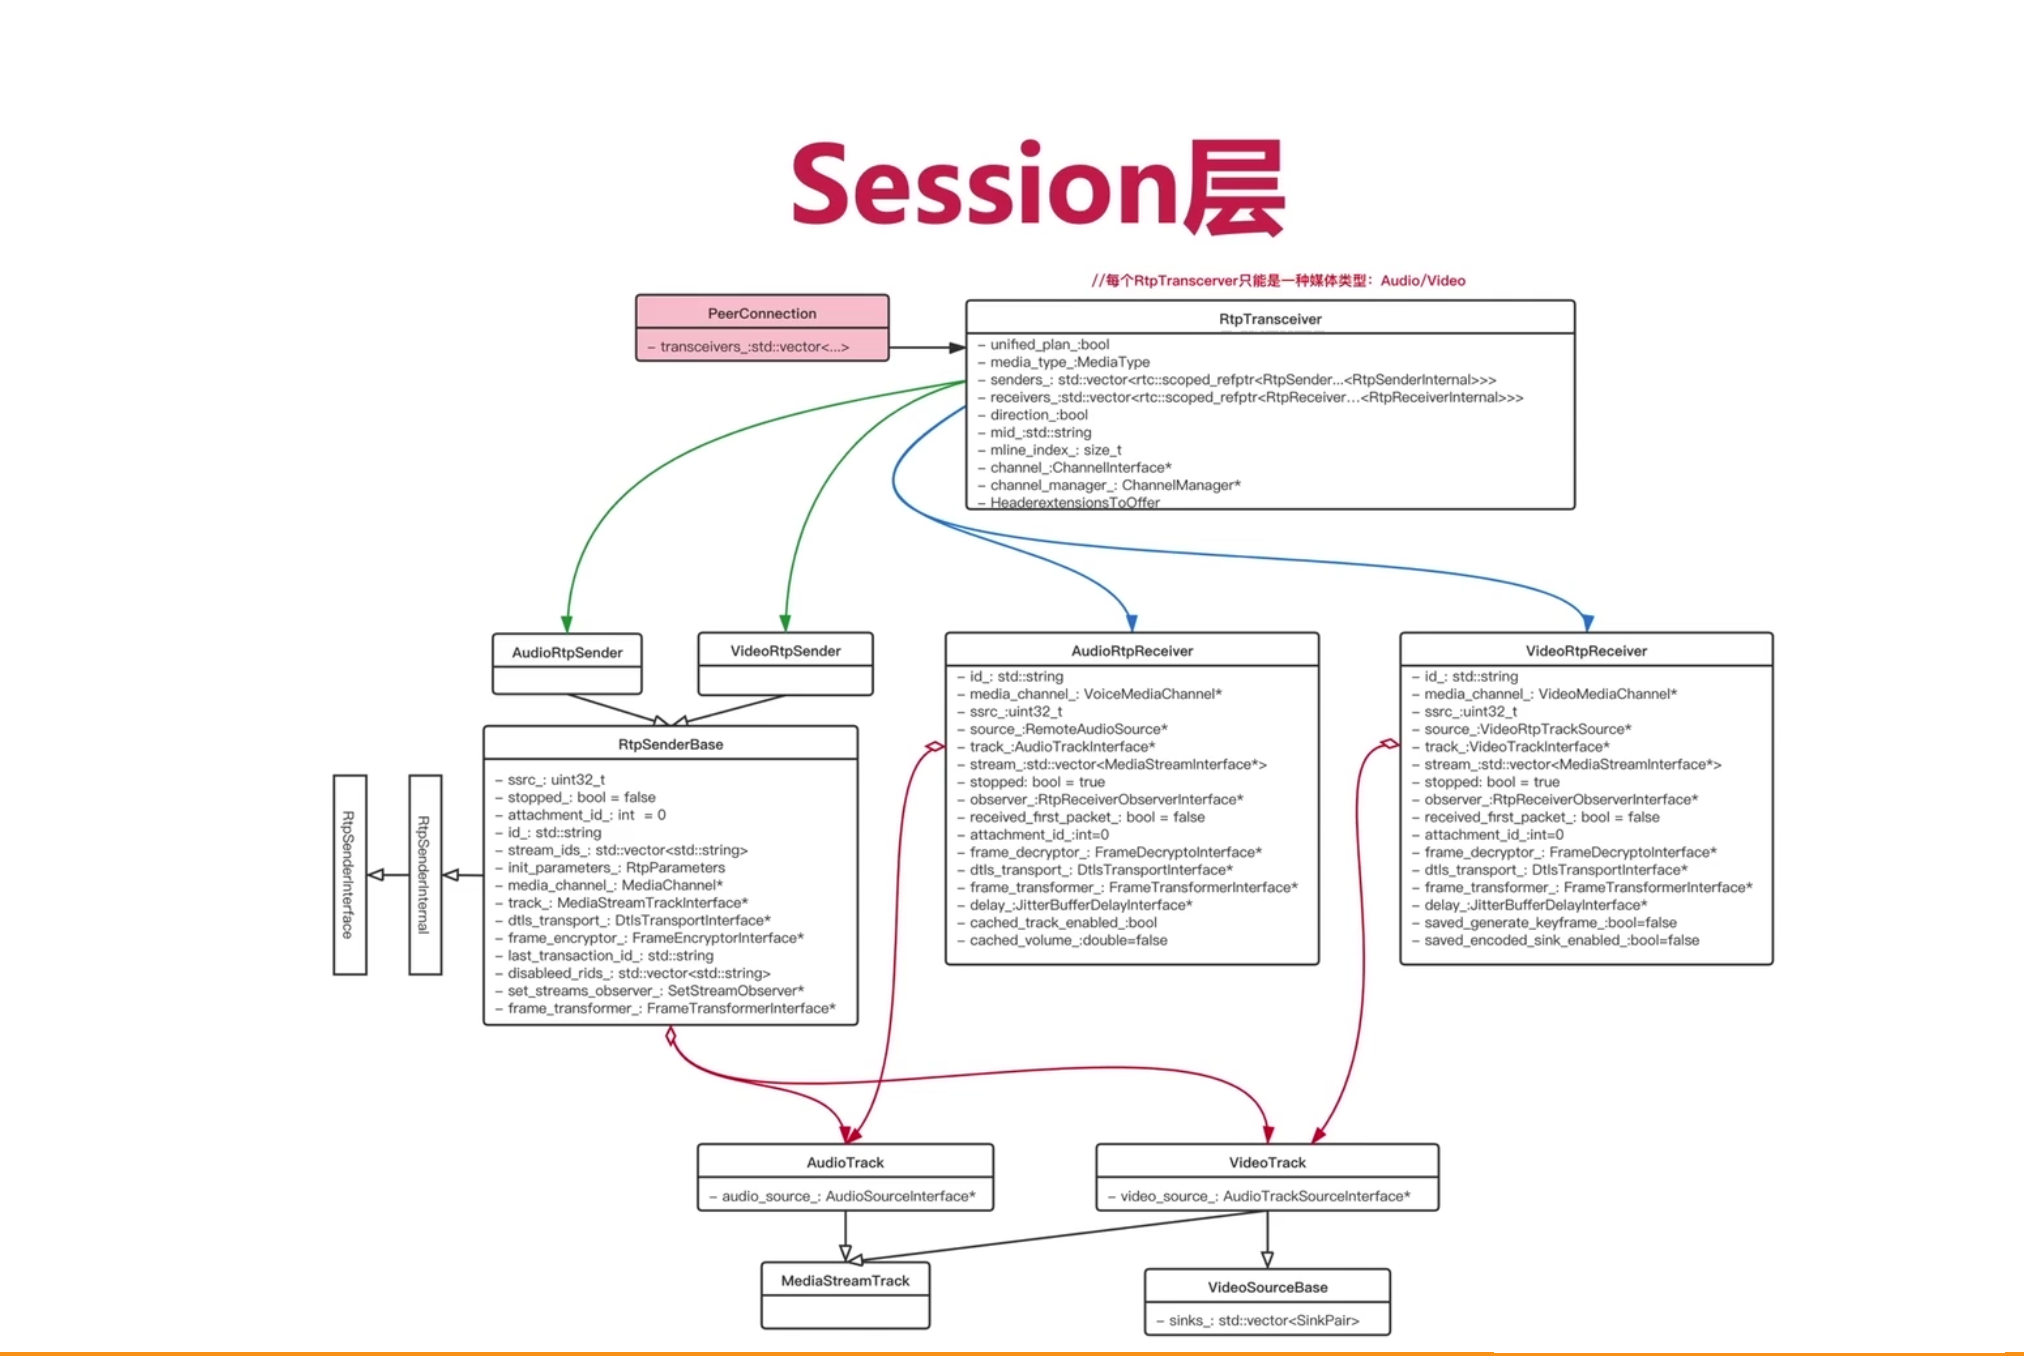 Session层
//每个RtpTranscerver只能是一种媒体类型：Audio/Video
PeerConnection
– transceivers_:std::vector<...>
RtpTransceiver
– unified_plan_:bool
– media_type_:MediaType
– senders_: std::vector<rtc::scoped_refptr<RtpSender...<RtpSenderInternal>>>
– receivers_:std::vector<rtc::scoped_refptr<RtpReceiver...<RtpReceiverInternal>>>
– direction_:bool
– mid_:std::string
– mline_index_: size_t
– channel_:ChannelInterface*
– channel_manager_: ChannelManager*
– HeaderextensionsToOffer
AudioRtpSender
VideoRtpSender
RtpSenderBase
– ssrc_: uint32_t
– stopped_: bool = false
– attachment_id_: int = 0
– id_: std::string
– stream_ids_: std::vector<std::string>
– init_parameters_: RtpParameters
– media_channel_: MediaChannel*
– track_: MediaStreamTrackInterface*
– dtls_transport_: DtlsTransportInterface*
– frame_encryptor_: FrameEncryptorInterface*
– last_transaction_id_: std::string
– disableed_rids_: std::vector<std::string>
– set_streams_observer_: SetStreamObserver*
– frame_transformer_: FrameTransformerInterface*
RtpSenderInterface
RtpSenderInternal
AudioRtpReceiver
– id_: std::string
– media_channel_: VoiceMediaChannel*
– ssrc_:uint32_t
– source_:RemoteAudioSource*
– track_:AudioTrackInterface*
– stream_:std::vector<MediaStreamInterface*>
– stopped: bool = true
– observer_:RtpReceiverObserverInterface*
– received_first_packet_: bool = false
– attachment_id_:int=0
– frame_decryptor_: FrameDecryptoInterface*
– dtls_transport_: DtlsTransportInterface*
– frame_transformer_: FrameTransformerInterface*
– delay_:JitterBufferDelayInterface*
– cached_track_enabled_:bool
– cached_volume_:double=false
VideoRtpReceiver
– id_: std::string
– media_channel_: VideoMediaChannel*
– ssrc_:uint32_t
– source_:VideoRtpTrackSource*
– track_:VideoTrackInterface*
– stream_:std::vector<MediaStreamInterface*>
– stopped: bool = true
– observer_:RtpReceiverObserverInterface*
– received_first_packet_: bool = false
– attachment_id_:int=0
– frame_decryptor_: FrameDecryptoInterface*
– dtls_transport_: DtlsTransportInterface*
– frame_transformer_: FrameTransformerInterface*
– delay_:JitterBufferDelayInterface*
– saved_generate_keyframe_:bool=false
– saved_encoded_sink_enabled_:bool=false
AudioTrack
– audio_source_: AudioSourceInterface*
VideoTrack
– video_source_: AudioTrackSourceInterface*
MediaStreamTrack
VideoSourceBase
– sinks_: std::vector<SinkPair>